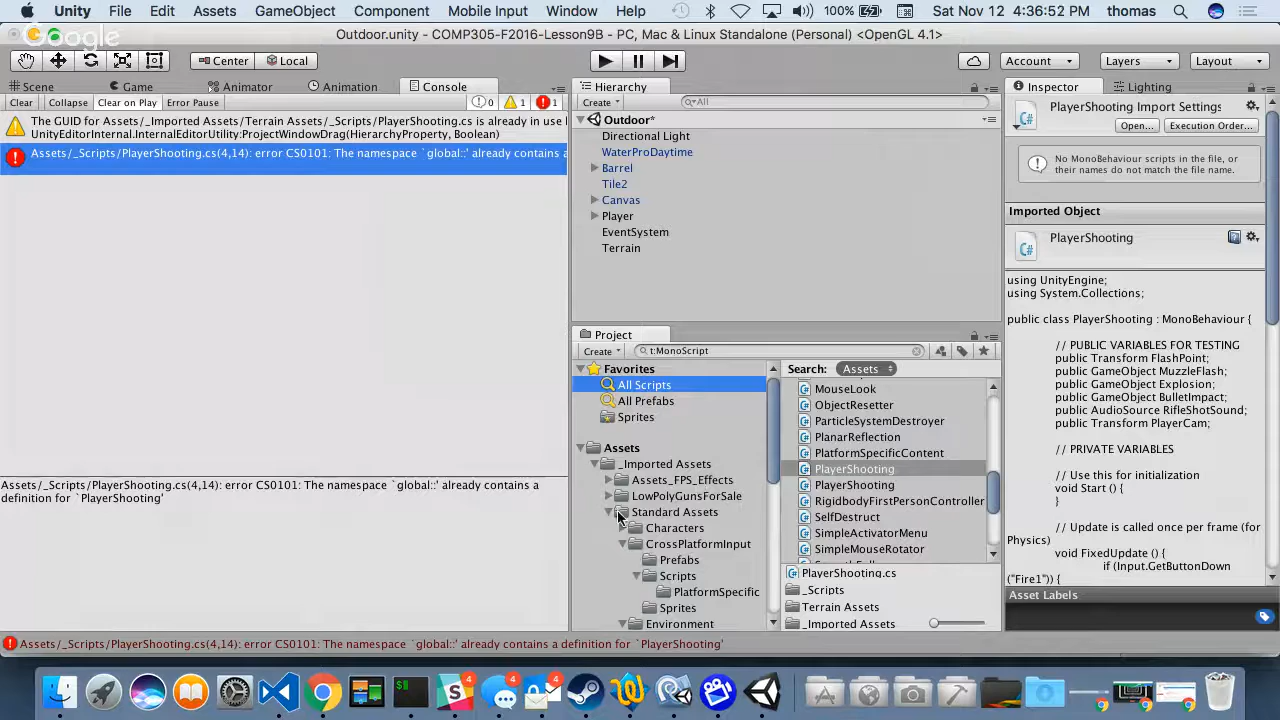 Unity File Edit Assets GameObject Component Mobile Input Window Help 100% Sat Nov 12 4:36:52 PM thomas
Google
Outdoor.unity - COMP305-F2016-Lesson9B - PC, Mac & Linux Standalone (Personal) <OpenGL 4.1>
Center Local Account Layers Layout
Scene Game Animator Animation Console
Clear Collapse Clear on Play Error Pause 0 1 1
The GUID for Assets/_Imported Assets/Terrain Assets/_Scripts/PlayerShooting.cs is already in use
UnityEditorInternal.InternalEditorUtility:ProjectWindowDrag(HierarchyProperty, Boolean)
Assets/_Scripts/PlayerShooting.cs(4,14): error CS0101: The namespace `global::' already contains a
Assets/_Scripts/PlayerShooting.cs(4,14): error CS0101: The namespace `global::' already contains a
definition for `PlayerShooting'
Hierarchy
Create All
Outdoor*
Directional Light
WaterProDaytime
Barrel
Tile2
Canvas
Player
EventSystem
Terrain
Project
Create t:MonoScript
Favorites
All Scripts
All Prefabs
Sprites
Assets
_Imported Assets
Assets_FPS_Effects
LowPolyGunsForSale
Standard Assets
Characters
CrossPlatformInput
Prefabs
Scripts
PlatformSpecific
Sprites
Environment
Search: Assets
MouseLook
ObjectResetter
ParticleSystemDestroyer
PlanarReflection
PlatformSpecificContent
PlayerShooting
PlayerShooting
RigidbodyFirstPersonController
SelfDestruct
SimpleActivatorMenu
SimpleMouseRotator
PlayerShooting.cs
_Scripts
Terrain Assets
_Imported Assets
Inspector Lighting
PlayerShooting Import Settings
Open... Execution Order...
No MonoBehaviour scripts in the file, or
their names do not match the file name.
Imported Object
PlayerShooting
using UnityEngine;
using System.Collections;
public class PlayerShooting : MonoBehaviour {
// PUBLIC VARIABLES FOR TESTING
public Transform FlashPoint;
public GameObject MuzzleFlash;
public GameObject Explosion;
public GameObject BulletImpact;
public AudioSource RifleShotSound;
public Transform PlayerCam;
// PRIVATE VARIABLES
// Use this for initialization
void Start () {
}
// Update is called once per frame (for
Physics)
void FixedUpdate () {
if (Input.GetButtonDown
("Fire1")) {
Asset Labels
Assets/_Scripts/PlayerShooting.cs(4,14): error CS0101: The namespace `global::' already contains a definition for `PlayerShooting'
4 4 4